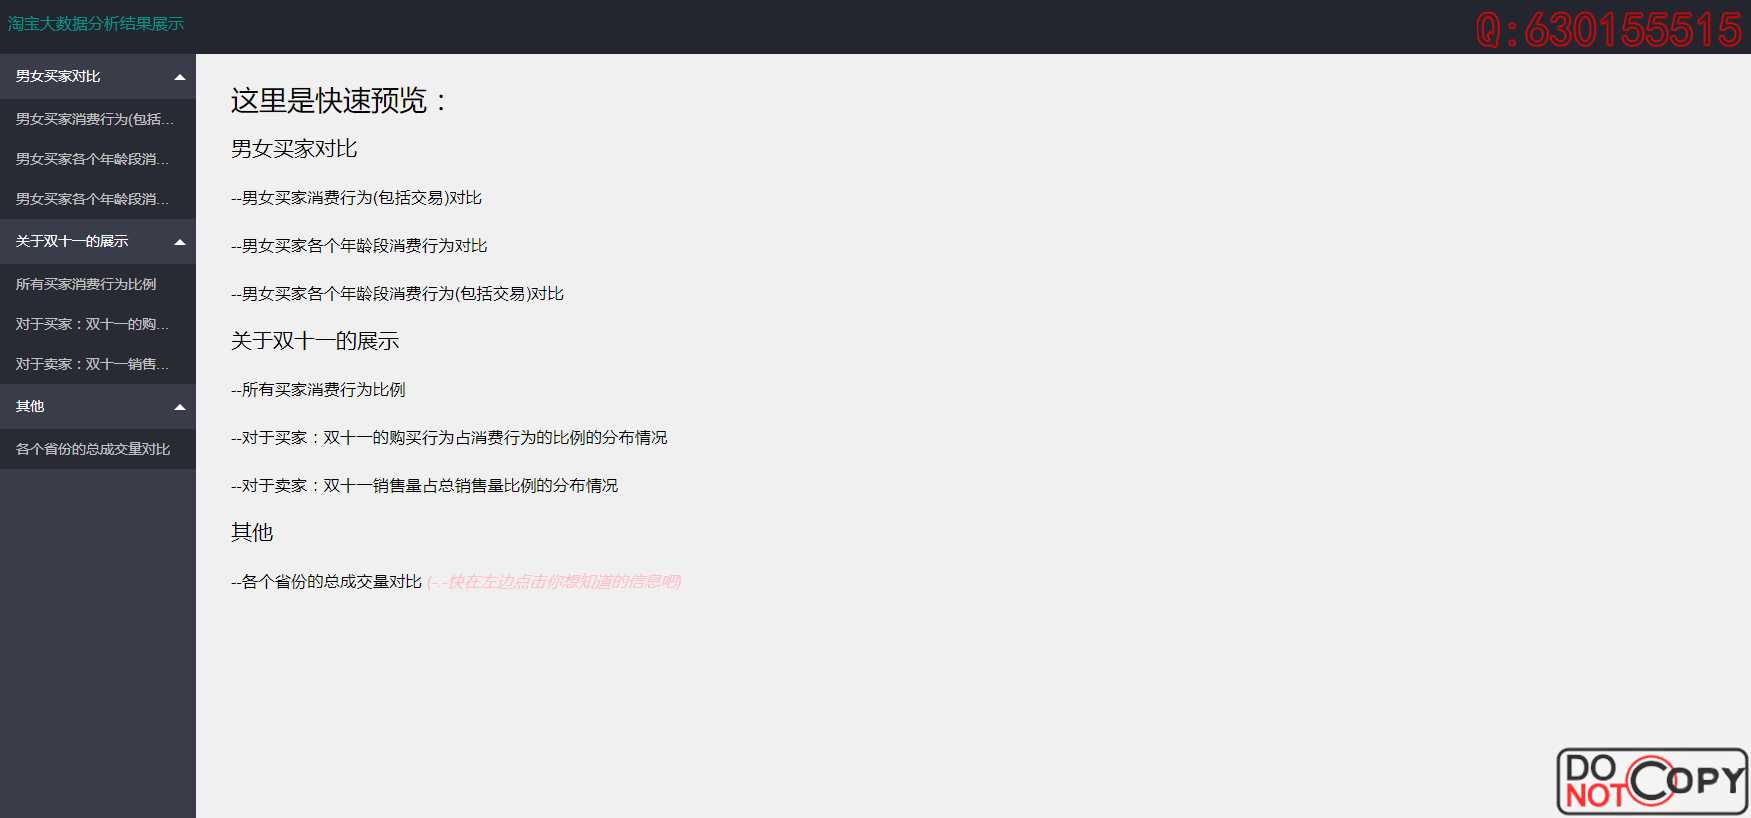 淘宝大数据分析结果展示
Q:630155515
男女买家对比
男女买家消费行为(包括...
男女买家各个年龄段消...
男女买家各个年龄段消...
关于双十一的展示
所有买家消费行为比例
对于买家：双十一的购...
对于卖家：双十一销售...
其他
各个省份的总成交量对比
这里是快速预览：
男女买家对比
--男女买家消费行为(包括交易)对比
--男女买家各个年龄段消费行为对比
--男女买家各个年龄段消费行为(包括交易)对比
关于双十一的展示
--所有买家消费行为比例
--对于买家：双十一的购买行为占消费行为的比例的分布情况
--对于卖家：双十一销售量占总销售量比例的分布情况
其他
--各个省份的总成交量对比 (-.-快在左边点击你想知道的信息吧)
DO NOT COPY